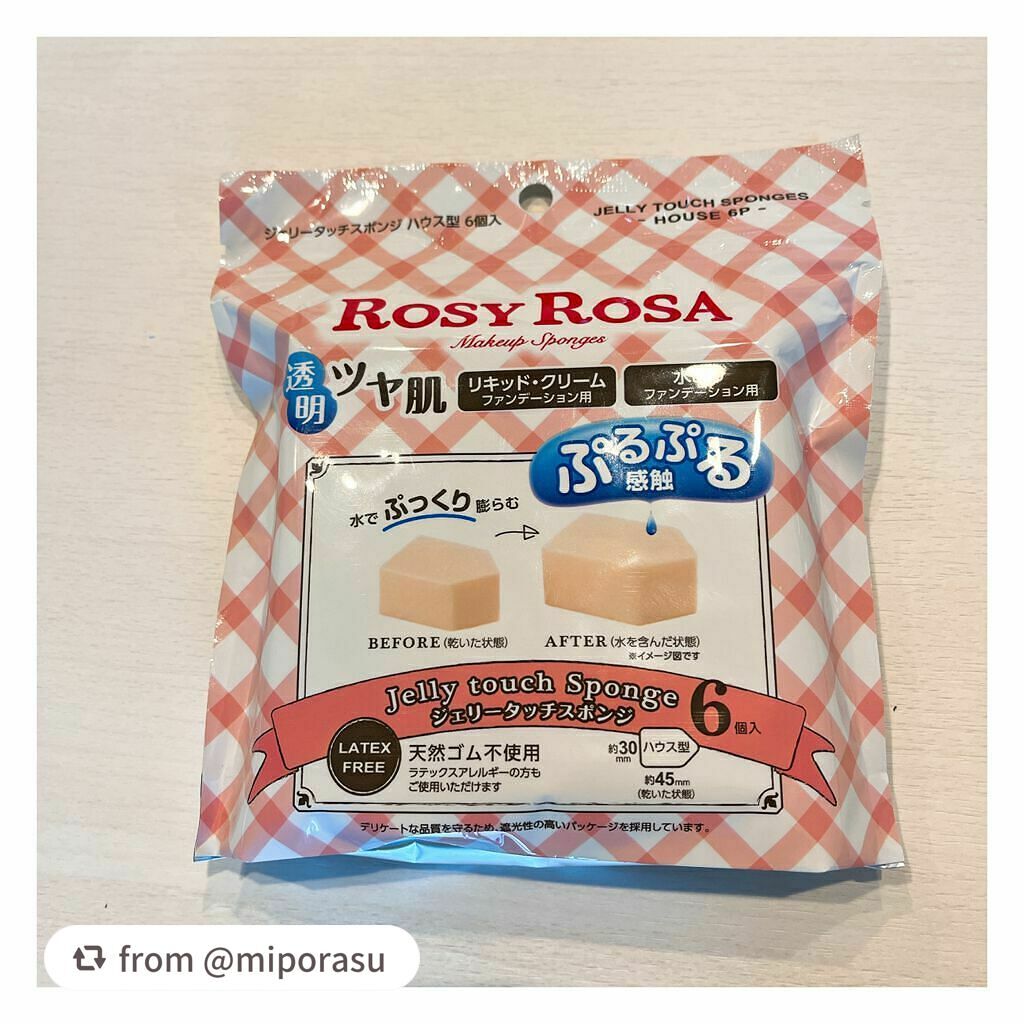 ジェリータッチスポンジ ハウス型 6個入
JELLY TOUCH SPONGES
- HOUSE 6P -
ROSY ROSA
Makeup Sponges
透明
ツヤ肌
リキッド・クリーム
ファンデーション用
水
ファンデーション用
ぷるぷる
感触
水でぷっくり膨らむ
BEFORE(乾いた状態)
AFTER(水を含んだ状態)
※イメージ図です
Jelly touch Sponge
ジェリータッチスポンジ
6個入
LATEX
FREE
天然ゴム不使用
ラテックスアレルギーの方も
ご使用いただけます
約30mm
ハウス型
約45mm
(乾いた状態)
デリケートな品質を守るため、遮光性の高いパッケージを採用しています。
from @miporasu